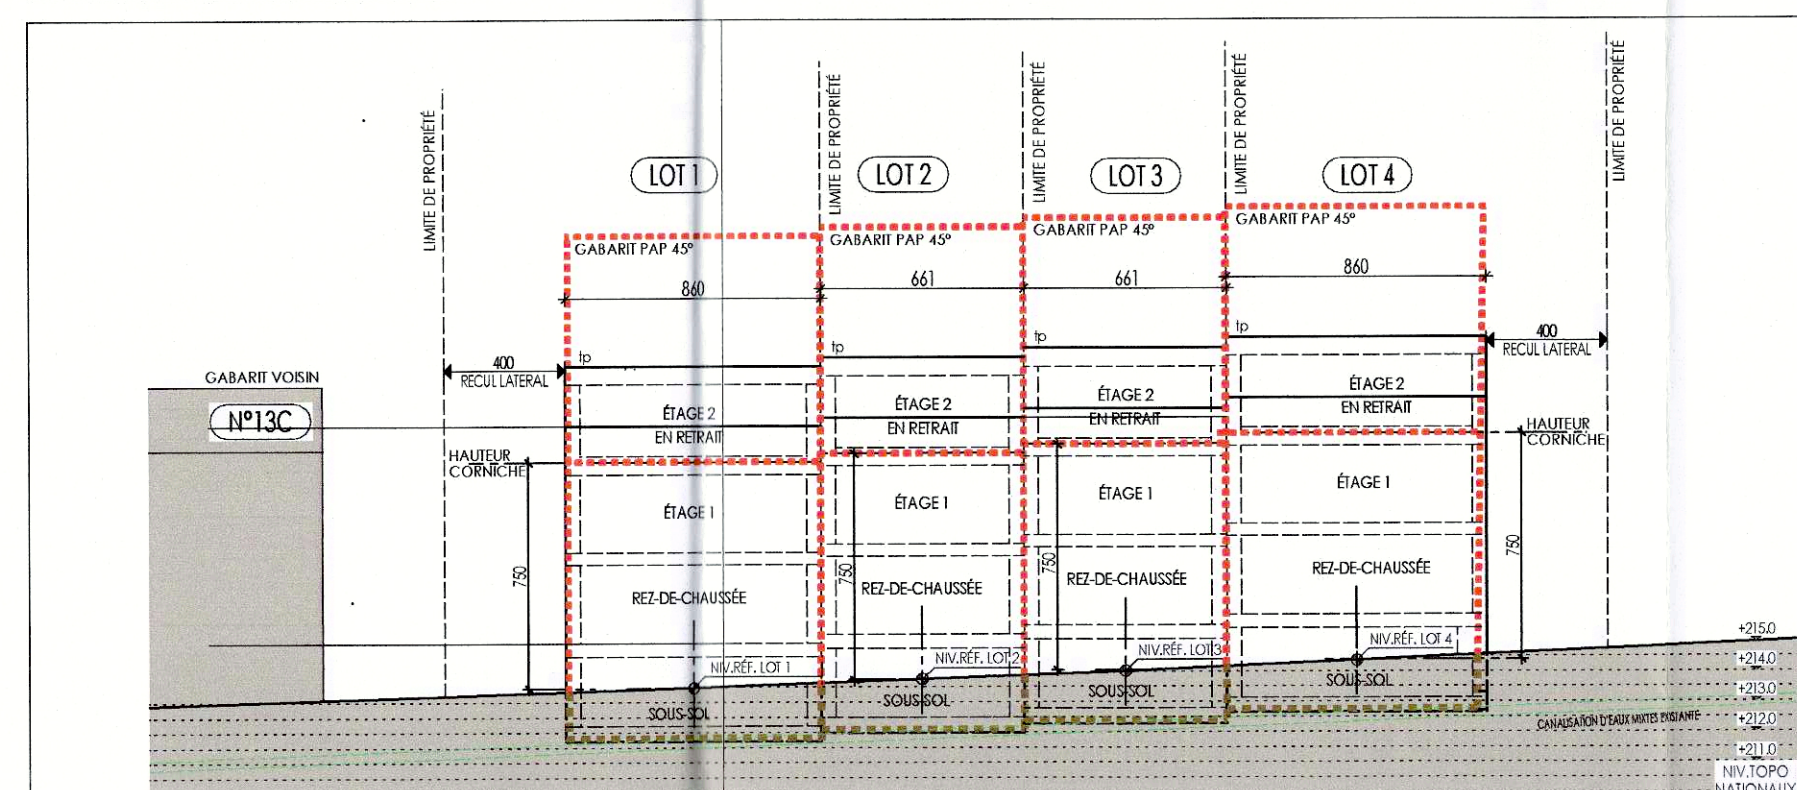 LIMITE DE PROPRIÉTÉ
LIMITE DE PROPRIÉTÉ
LIMITE DE PROPRIÉTÉ
LIMITE DE PROPRIÉTÉ
LIMITE DE PROPRIÉTÉ
LOT 1
LOT 2
LOT 3
LOT 4
GABARIT PAP 45°
GABARIT PAP 45°
GABARIT PAP 45°
GABARIT PAP 45°
860
661
661
860
tp
tp
tp
tp
400
RECUL LATERAL
400
RECUL LATERAL
GABARIT VOISIN
N°13C
ÉTAGE 2
EN RETRAIT
ÉTAGE 2
EN RETRAIT
ÉTAGE 2
EN RETRAIT
ÉTAGE 2
EN RETRAIT
HAUTEUR
CORNICHE
HAUTEUR
CORNICHE
ÉTAGE 1
ÉTAGE 1
ÉTAGE 1
ÉTAGE 1
750
750
750
750
REZ-DE-CHAUSSÉE
REZ-DE-CHAUSSÉE
REZ-DE-CHAUSSÉE
REZ-DE-CHAUSSÉE
NIV.RÉF. LOT 1
NIV.RÉF. LOT 2
NIV.RÉF. LOT 3
NIV.RÉF. LOT 4
SOUS-SOL
SOUS-SOL
SOUS-SOL
SOUS-SOL
+215.0
+214.0
+213.0
+212.0
+211.0
CANALISATION D'EAUX MIXTES EXISTANTE
NIV.TOPO
NATIONAUX